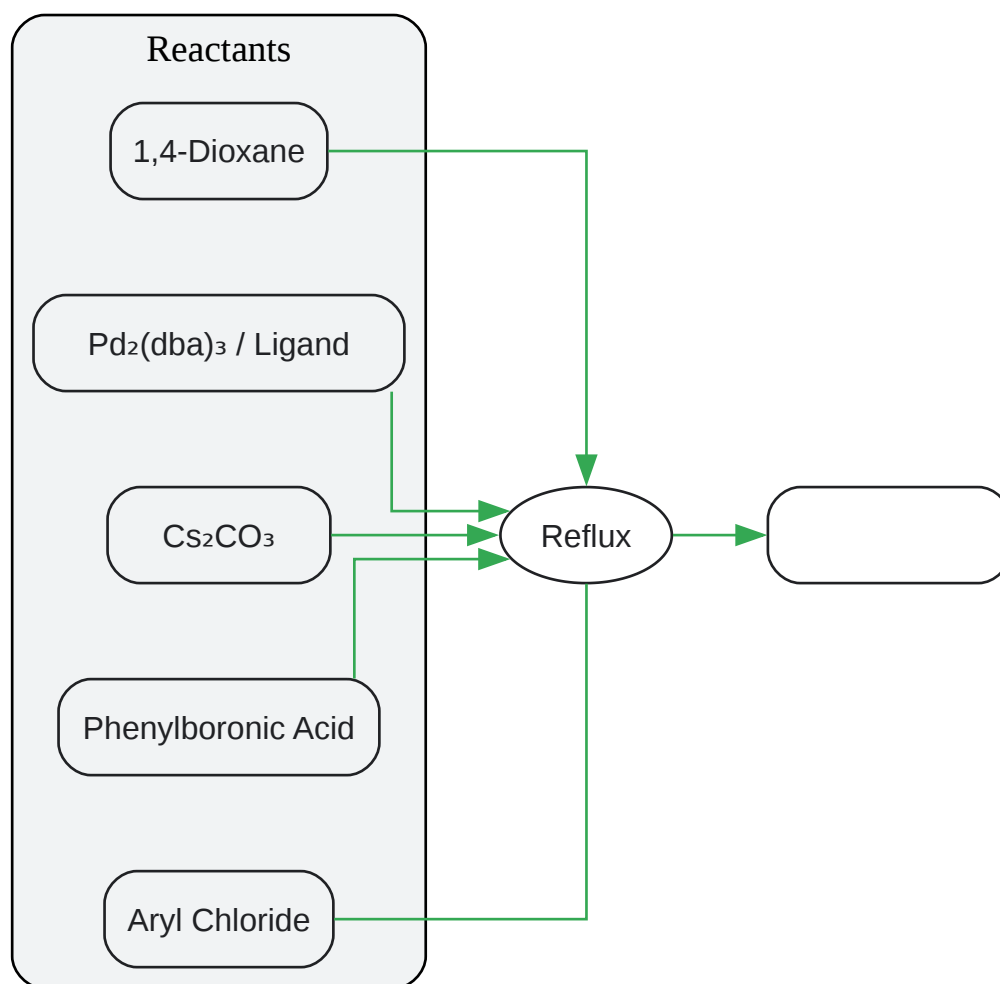 Reactants
1,4-Dioxane
Pd₂(dba)₃ / Ligand
Cs₂CO₃
Reflux
Phenylboronic Acid
Aryl Chloride